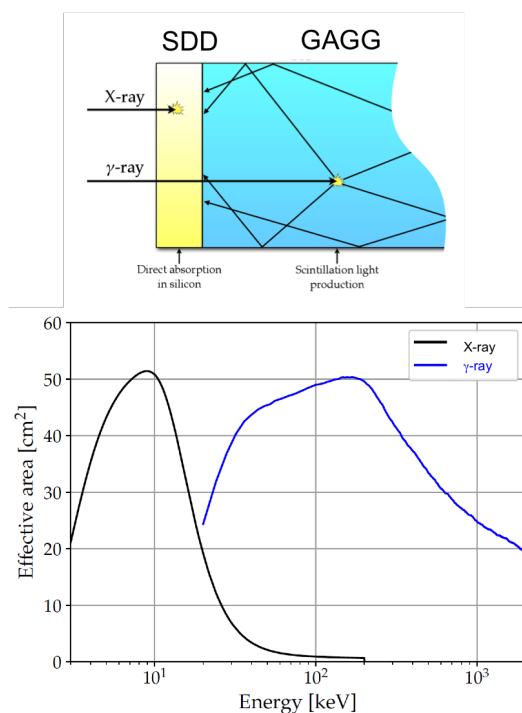 SDD GAGG
X-ray
γ-ray
Direct absorption
in silicon
Scintillation light
production
60
50
40
30
20
10
0
Effective area [cm²]
X-ray
γ-ray
10¹ 10² 10³
Energy [keV]